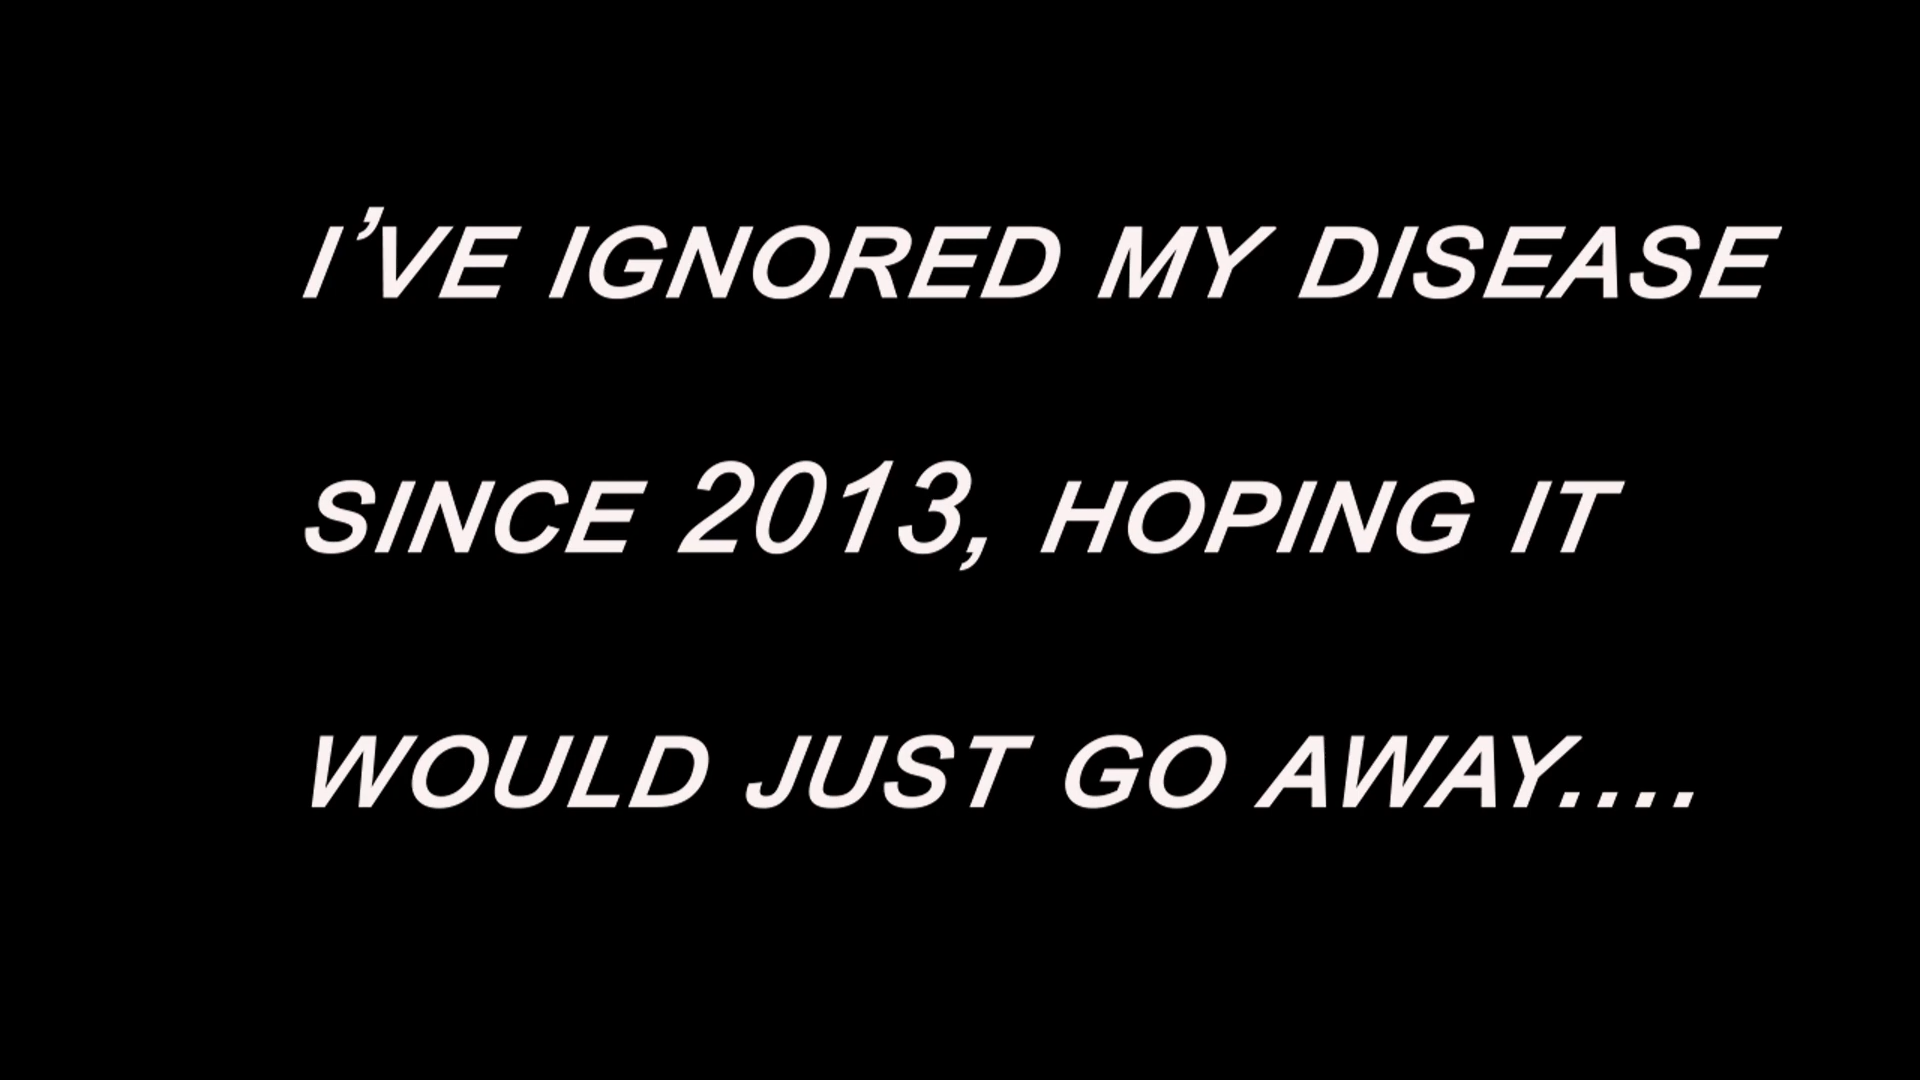 I'VE IGNORED MY DISEASE
SINCE 2013, HOPING IT
WOULD JUST GO AWAY....